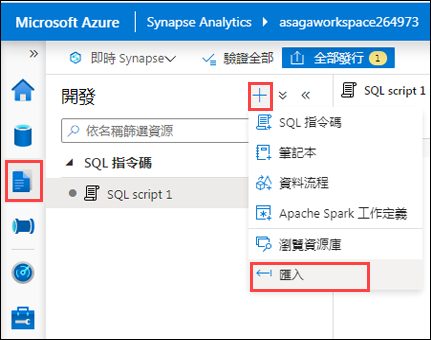 Microsoft Azure Synapse Analytics asagaworkspace264973
» 即時 Synapse 驗證全部 全部發行 1
開發 SQL script 1
依名稱篩選資源
SQL 指令碼
SQL script 1
SQL 指令碼
筆記本
資料流程
Apache Spark 工作定義
瀏覽資源庫
匯入